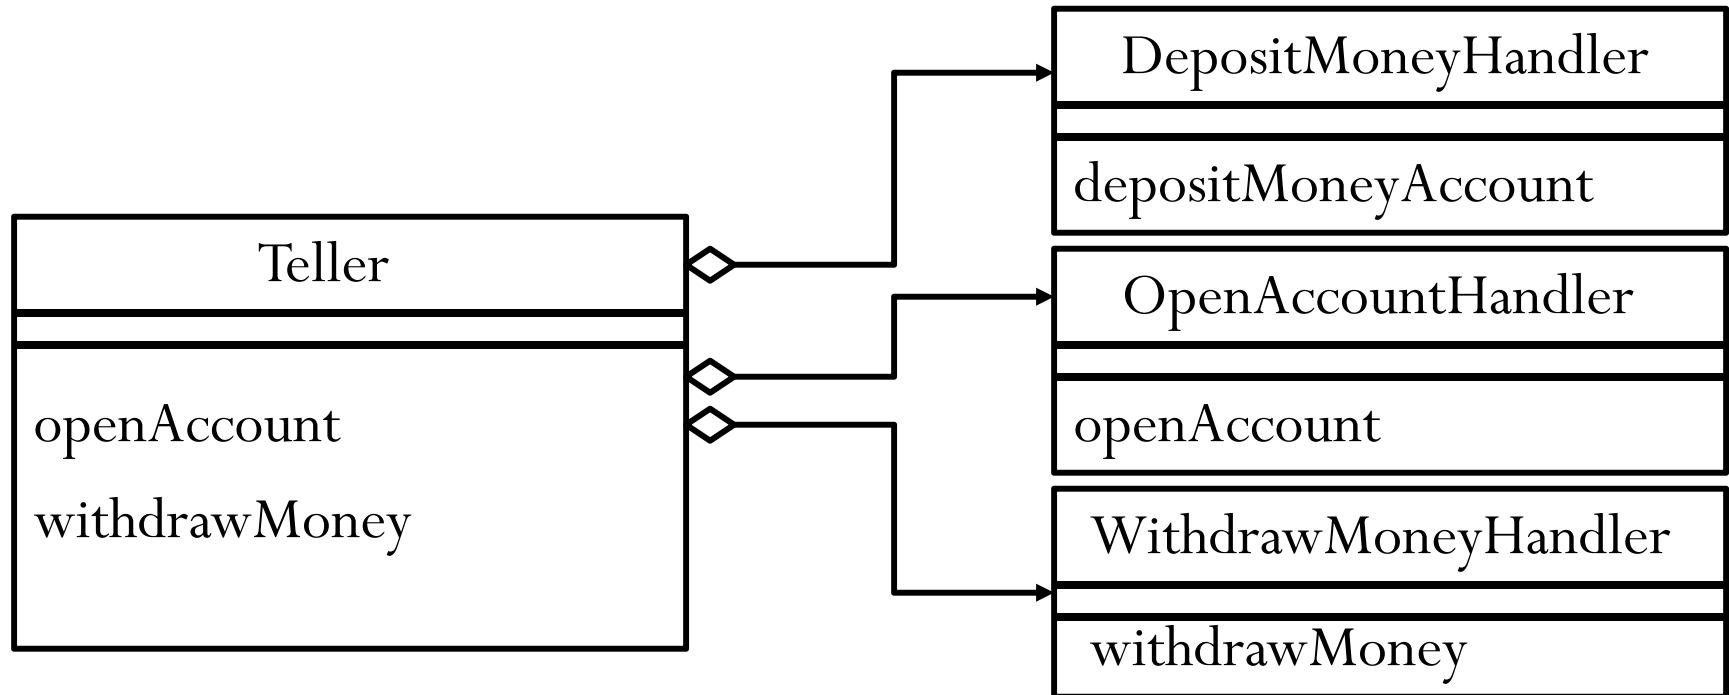 DepositMoneyHandler
depositMoneyAccount
Teller
openAccount
withdrawMoney
OpenAccountHandler
openAccount
WithdrawMoneyHandler
withdrawMoney